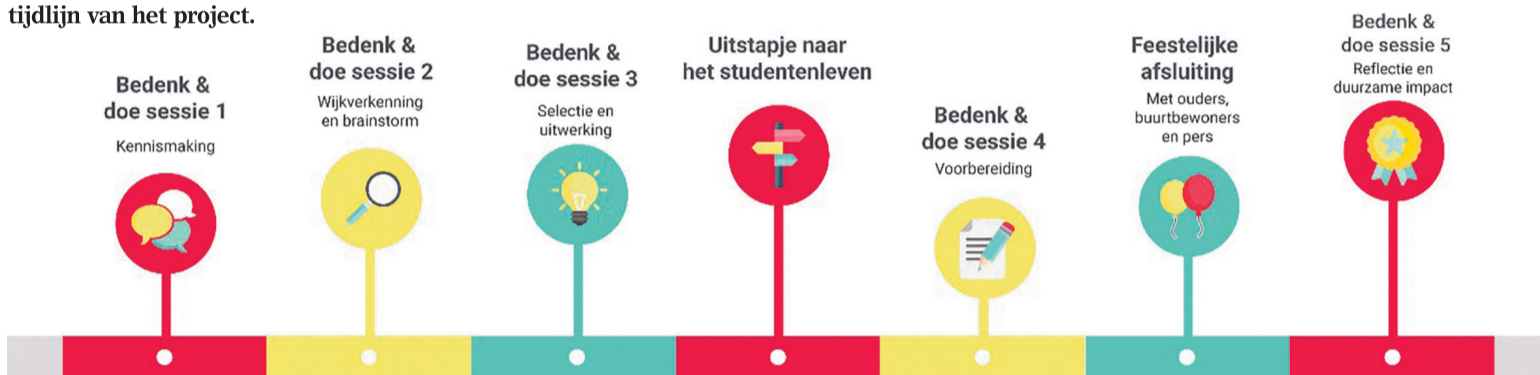 tijdlijn van het project.
Bedenk &
doe sessie 1
Kennismaking
Bedenk &
doe sessie 2
Wijkverkenning
en brainstorm
Bedenk &
doe sessie 3
Selectie en
uitwerking
Uitstapje naar
het studentenleven
Bedenk &
doe sessie 4
Voorbereiding
Feestelijke
afsluiting
Met ouders,
buurtbewoners
en pers
Bedenk &
doe sessie 5
Reflectie en
duurzame impact